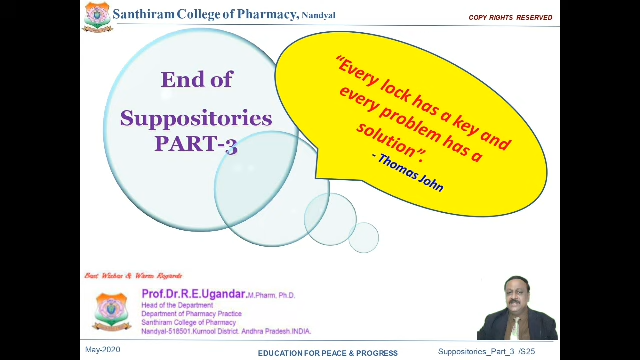 Santhiram College of Pharmacy, Nandyal
COPY RIGHTS RESERVED
End of
Suppositories
PART-3
“Every lock has a key and
every problem has a
solution”.
- Thomas John
Best Wishes & Warm Regards
Prof.Dr.R.E.Ugandar.M.Pharm, Ph.D.
Head of the Department
Department of Pharmacy Practice
Santhiram College of Pharmacy
Nandyal-518501.Kurnool District. Andhra Pradesh.INDIA.
May-2020
EDUCATION FOR PEACE & PROGRESS
Suppositories_Part_3 /S25